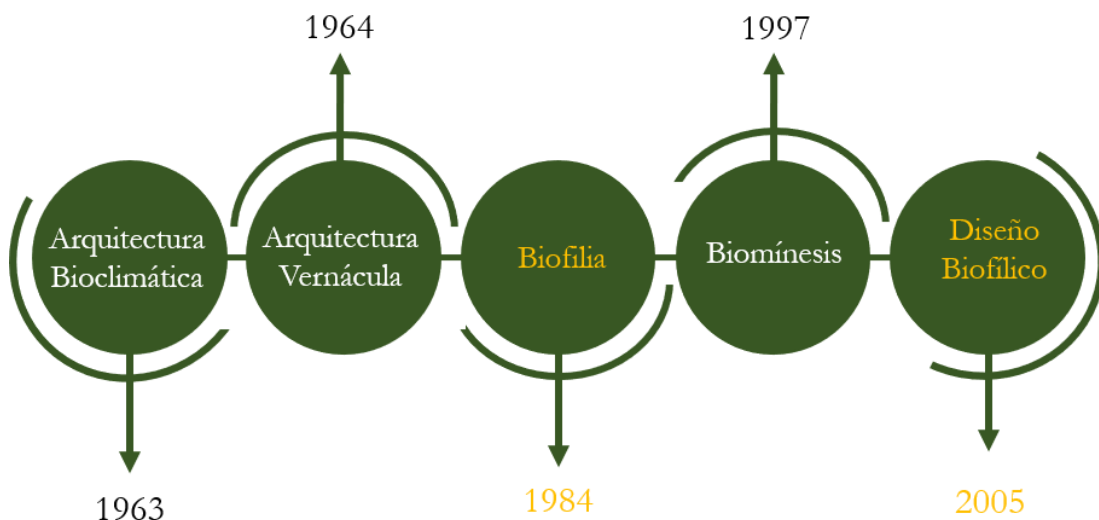 1964
1997
Arquitectura
Bioclimática
Arquitectura
Vernácula
Biofilia
Biomínesis
Diseño
Biofílico
1963
1984
2005